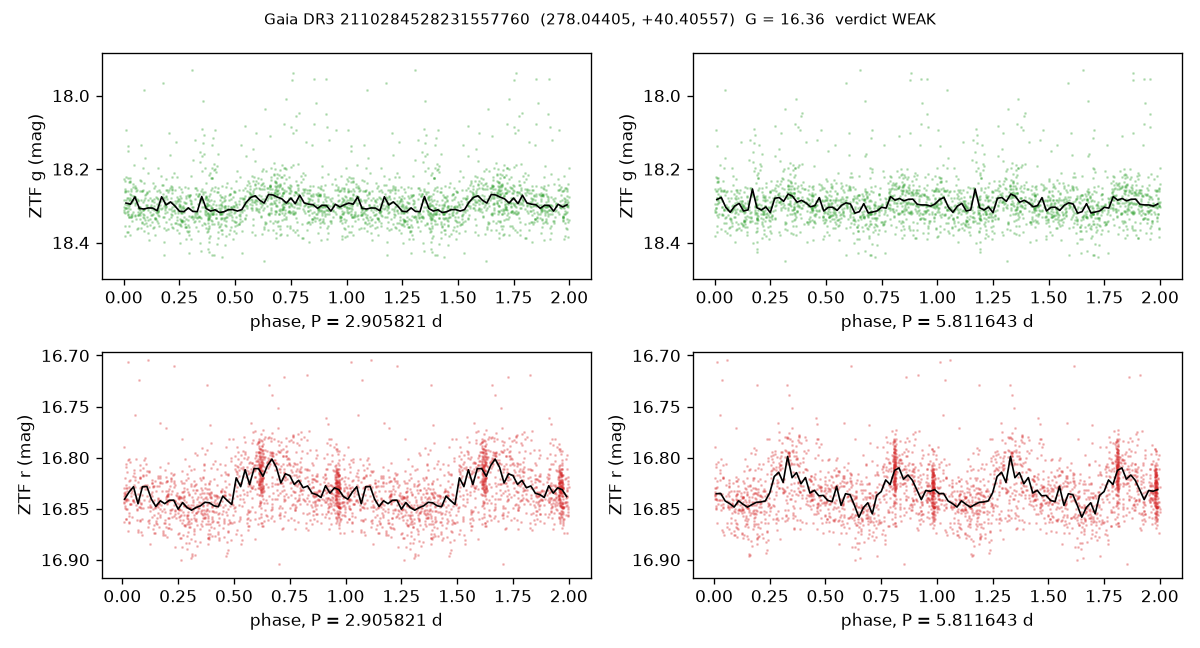 Gaia DR3 2110284528231557760 (278.04405, +40.40557) G = 16.36 verdict WEAK
ZTF g (mag)
18.0
18.2
18.4
0.00 0.25 0.50 0.75 1.00 1.25 1.50 1.75 2.00
phase, P = 2.905821 d
ZTF g (mag)
18.0
18.2
18.4
0.00 0.25 0.50 0.75 1.00 1.25 1.50 1.75 2.00
phase, P = 5.811643 d
ZTF r (mag)
16.70
16.75
16.80
16.85
16.90
0.00 0.25 0.50 0.75 1.00 1.25 1.50 1.75 2.00
phase, P = 2.905821 d
ZTF r (mag)
16.70
16.75
16.80
16.85
16.90
0.00 0.25 0.50 0.75 1.00 1.25 1.50 1.75 2.00
phase, P = 5.811643 d